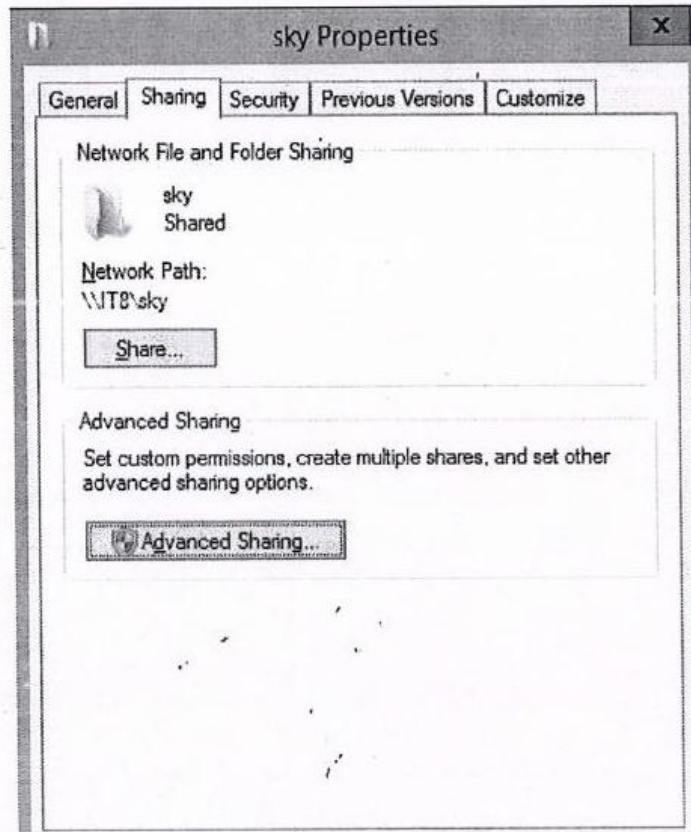 sky Properties
x
General Sharing Security Previous Versions Customize
Network File and Folder Sharing
sky
Shared
Network Path:
\\IT8\sky
Share...
Advanced Sharing
Set custom permissions, create multiple shares, and set other
advanced sharing options.
Advanced Sharing...